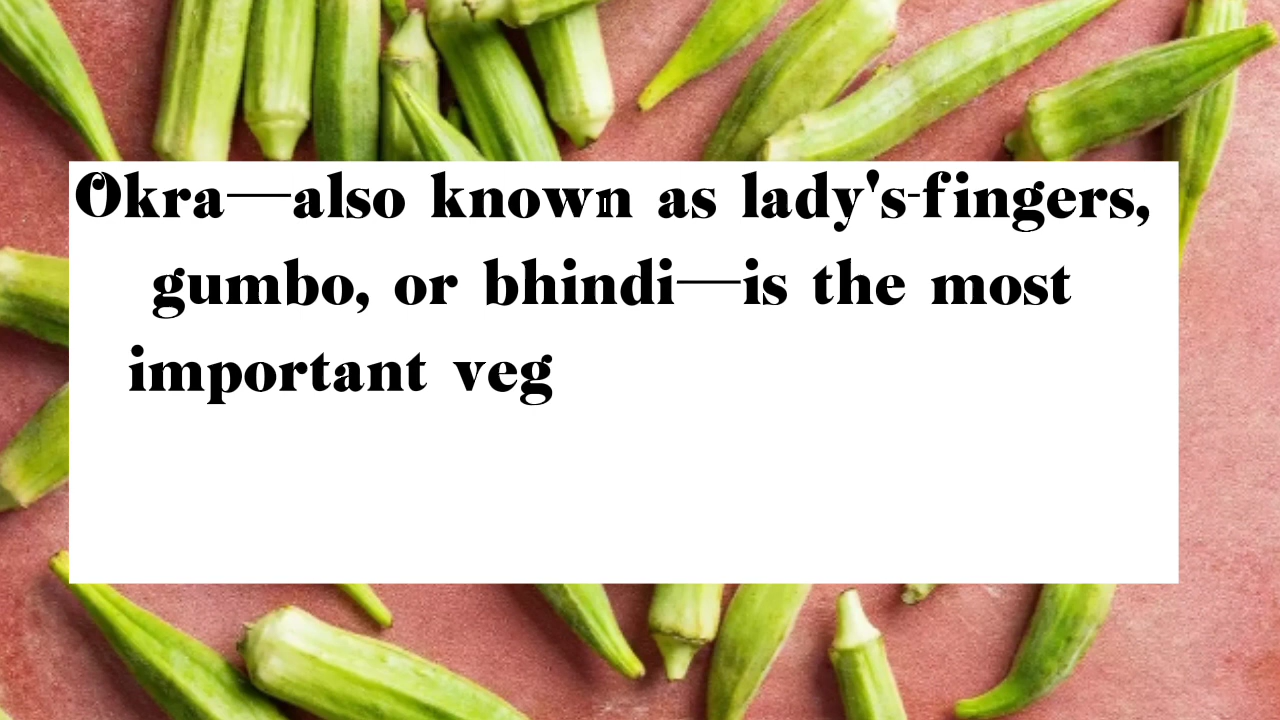 Okra—also known as lady's-fingers,
gumbo, or bhindi—is the most
important veg